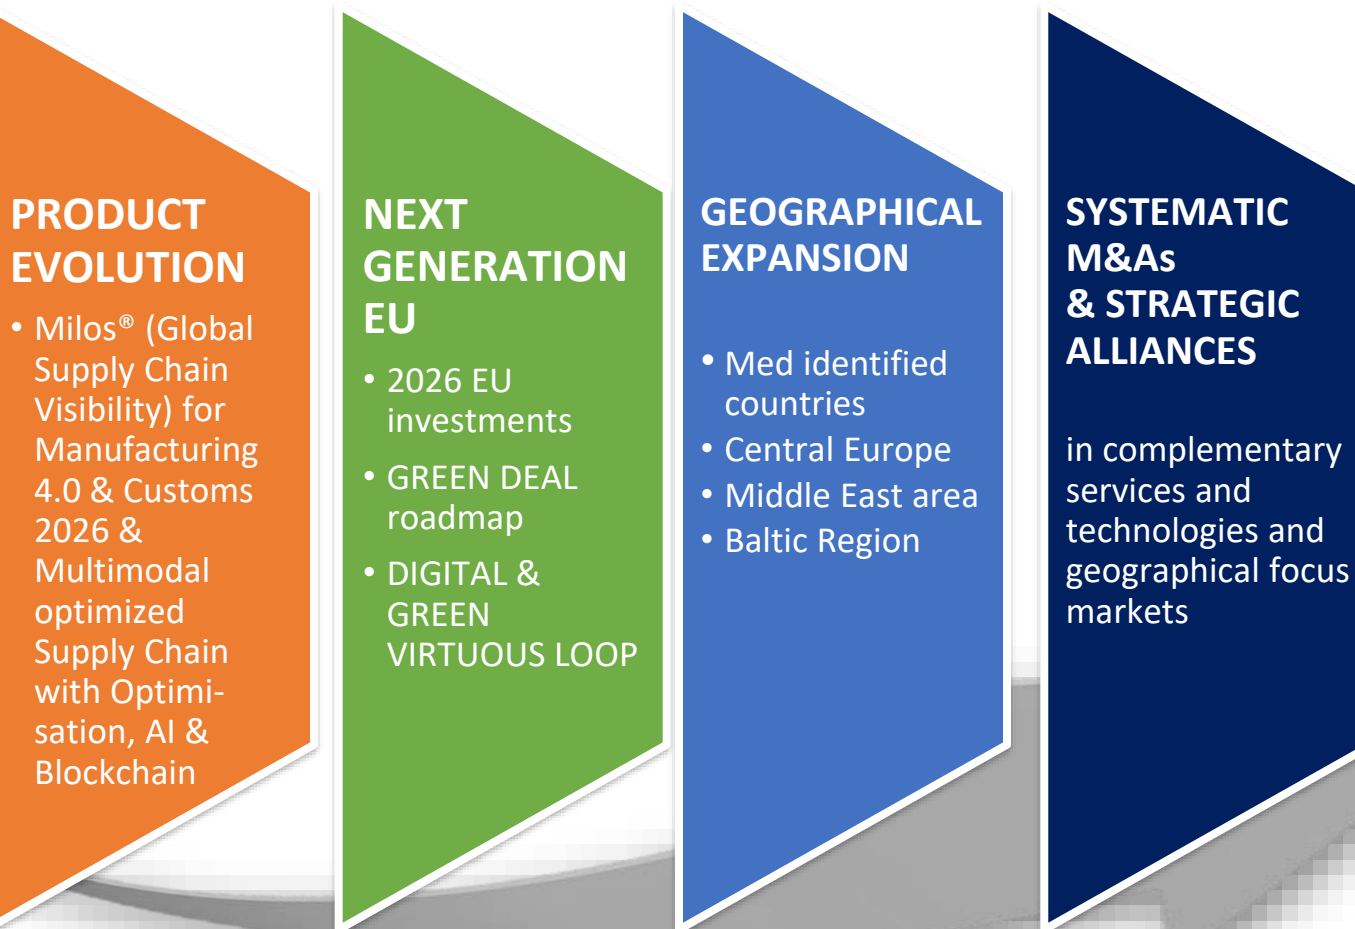 PRODUCT
EVOLUTION
• Milos® (Global
Supply Chain
Visibility) for
Manufacturing
4.0 & Customs
2026 &
Multimodal
optimized
Supply Chain
with Optimi-
sation, AI &
Blockchain
NEXT
GENERATION
EU
• 2026 EU
investments
• GREEN DEAL
roadmap
• DIGITAL &
GREEN
VIRTUOUS LOOP
GEOGRAPHICAL
EXPANSION
• Med identified
countries
• Central Europe
• Middle East area
• Baltic Region
SYSTEMATIC
M&As
& STRATEGIC
ALLIANCES
in complementary
services and
technologies and
geographical focus
markets